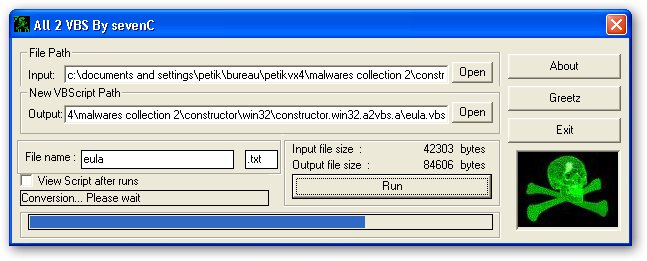 All 2 VBS By sevenC
File Path
Input: c:\documents and settings\petik\bureau\petikvx4\malwares collection 2\constr Open
New VBScript Path
Output: 4\malwares collection 2\constructor\win32\constructor.win32.a2vbs.a\eula.vbs Open
File name : eula .txt
View Script after runs
Conversion... Please wait
Input file size : 42303 bytes
Output file size : 84606 bytes
Run
About
Greetz
Exit